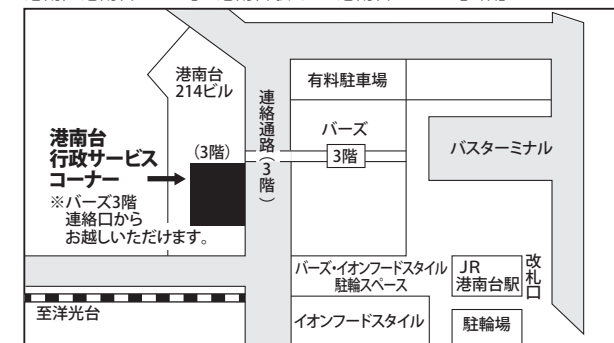 港南台
214ビル
有料駐車場
連絡通路(3階)
バーズ
3階
バスターミナル
港南台
行政サービス
コーナー
(3階)
※バーズ3階
連絡口から
お越しいただけます。
バーズ・イオンフードスタイル
駐輪スペース
JR
港南台駅
改札口
至洋光台
イオンフードスタイル
駐輪場